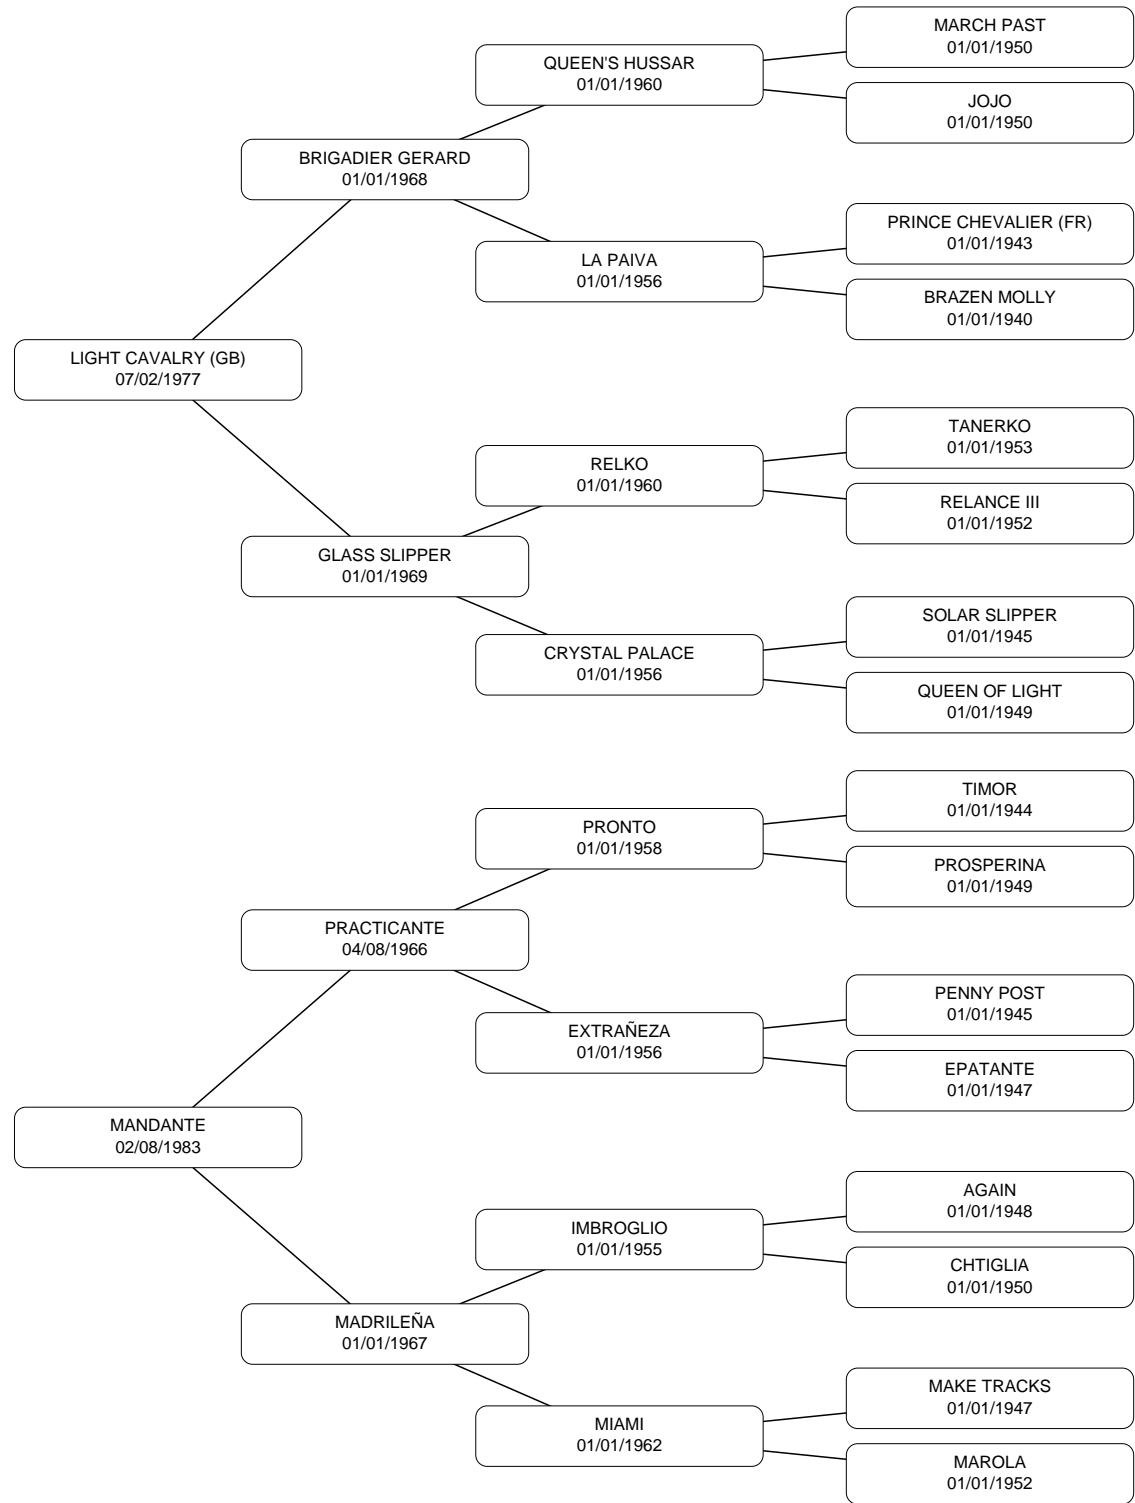 MARCH PAST
01/01/1950
QUEEN'S HUSSAR
01/01/1960
JOJO
01/01/1950
BRIGADIER GERARD
01/01/1968
PRINCE CHEVALIER (FR)
01/01/1943
LA PAIVA
01/01/1956
BRAZEN MOLLY
01/01/1940
LIGHT CAVALRY (GB)
07/02/1977
TANERKO
01/01/1953
RELKO
01/01/1960
RELANCE III
01/01/1952
GLASS SLIPPER
01/01/1969
SOLAR SLIPPER
01/01/1945
CRYSTAL PALACE
01/01/1956
QUEEN OF LIGHT
01/01/1949
TIMOR
01/01/1944
PRONTO
01/01/1958
PROSPERINA
01/01/1949
PRACTICANTE
04/08/1966
PENNY POST
01/01/1945
EXTRAÑEZA
01/01/1956
EPATANTE
01/01/1947
MANDANTE
02/08/1983
AGAIN
01/01/1948
IMBROGLIO
01/01/1955
CHTIGLIA
01/01/1950
MADRILEÑA
01/01/1967
MAKE TRACKS
01/01/1947
MIAMI
01/01/1962
MAROLA
01/01/1952